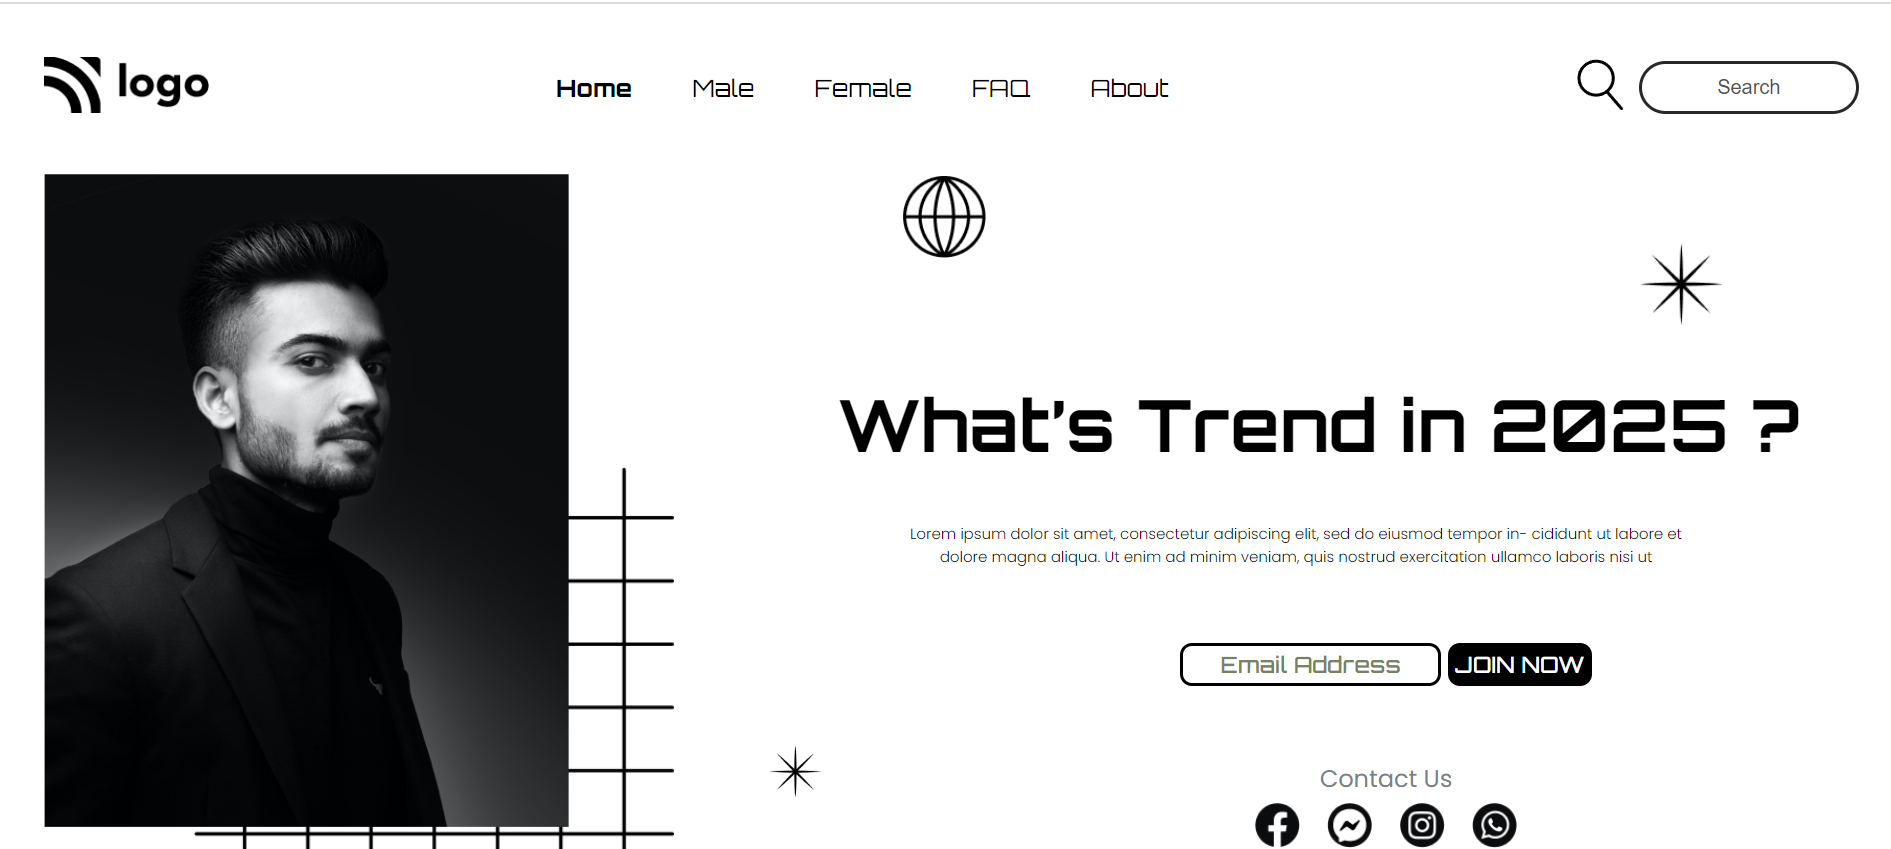 logo
Home Male Female FAQ About
Search
What's Trend in 2025 ?
Lorem ipsum dolor sit amet, consectetur adipiscing elit, sed do eiusmod tempor in- cididunt ut labore et
dolore magna aliqua. Ut enim ad minim veniam, quis nostrud exercitation ullamco laboris nisi ut
Email Address JOIN NOW
Contact Us